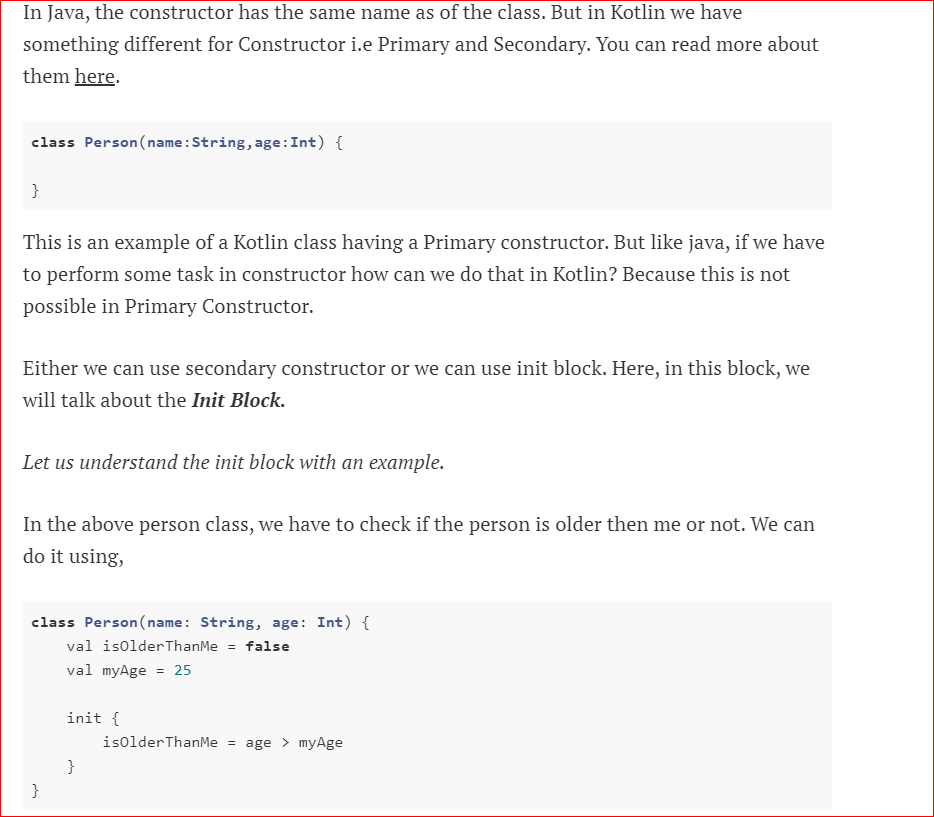 In Java, the constructor has the same name as of the class. But in Kotlin we have
something different for Constructor i.e Primary and Secondary. You can read more about
them here.
class Person(name:String,age:Int) {
}
This is an example of a Kotlin class having a Primary constructor. But like java, if we have
to perform some task in constructor how can we do that in Kotlin? Because this is not
possible in Primary Constructor.
Either we can use secondary constructor or we can use init block. Here, in this block, we
will talk about the Init Block.
Let us understand the init block with an example.
In the above person class, we have to check if the person is older then me or not. We can
do it using,
class Person(name: String, age: Int) {
    val isOlderThanMe = false
    val myAge = 25
    init {
        isOlderThanMe = age > myAge
    }
}